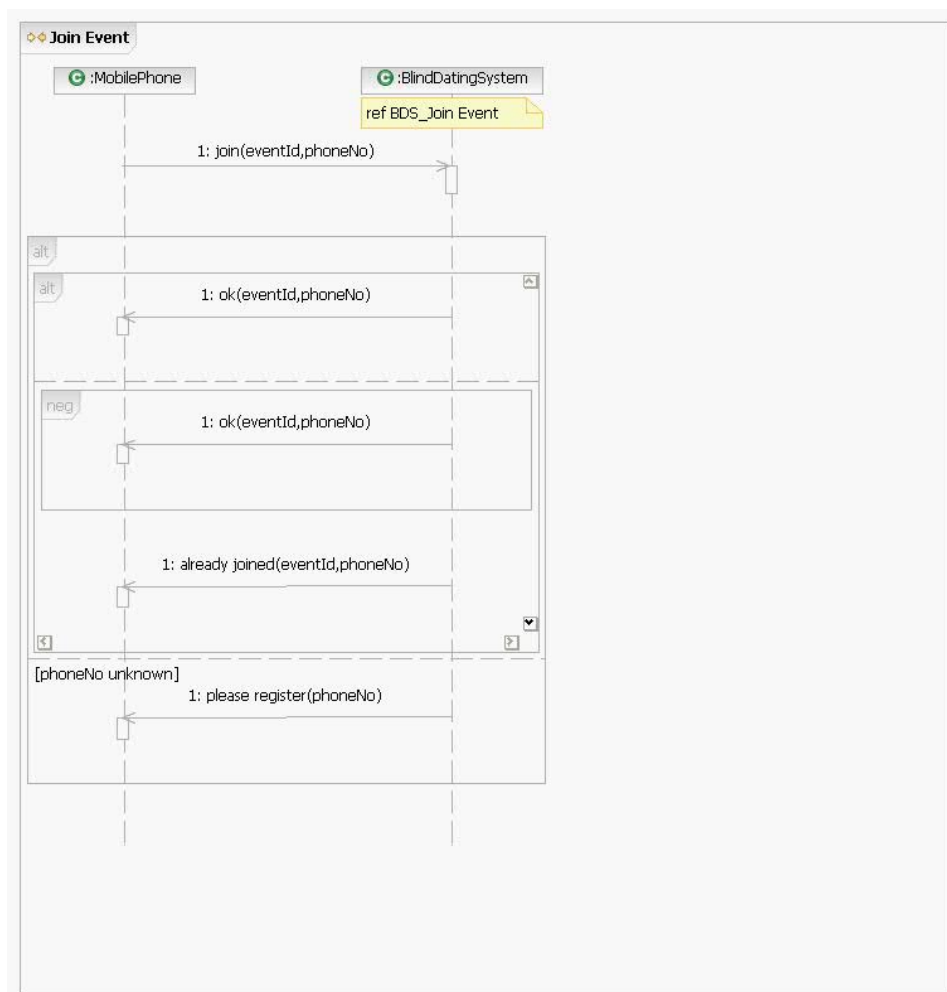 Join Event
:MobilePhone
:BlindDatingSystem
ref BDS_Join Event
1: join(eventId,phoneNo)
alt
alt
1: ok(eventId,phoneNo)
neg
1: ok(eventId,phoneNo)
1: already joined(eventId,phoneNo)
[phoneNo unknown]
1: please register(phoneNo)